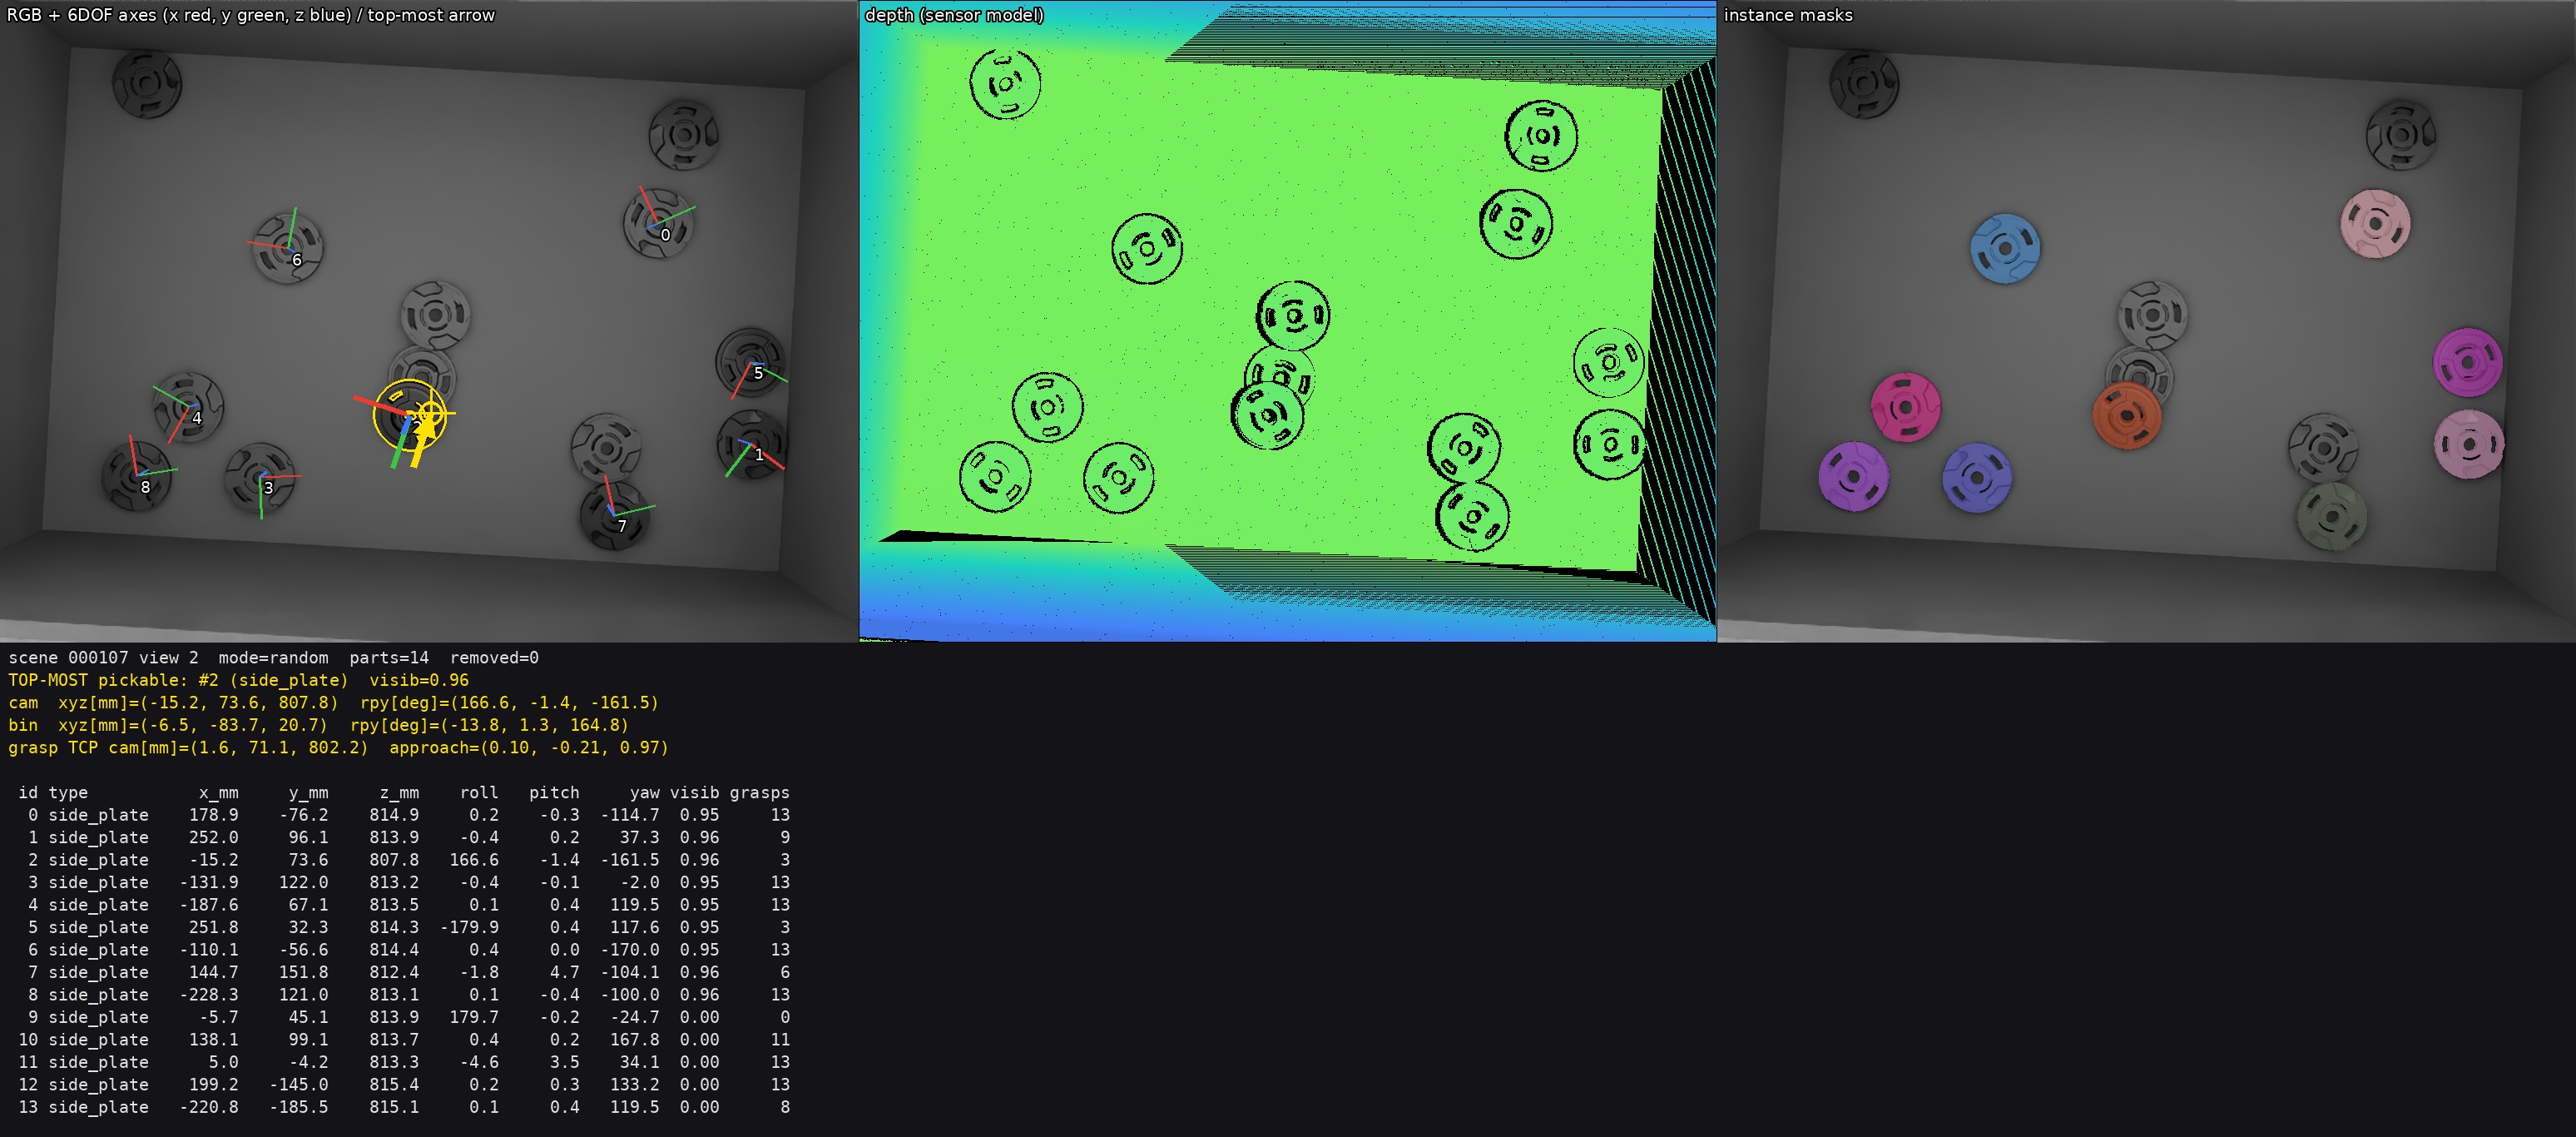 RGB + 6DOF axes (x red, y green, z blue) / top-most arrow
depth (sensor model)
instance masks
0
6
5
4
2
1
8
3
7
scene 000107 view 2  mode=random  parts=14  removed=0
TOP-MOST pickable: #2 (side_plate)  visib=0.96
cam  xyz[mm]=(-15.2, 73.6, 807.8)  rpy[deg]=(166.6, -1.4, -161.5)
bin  xyz[mm]=(-6.5, -83.7, 20.7)  rpy[deg]=(-13.8, 1.3, 164.8)
grasp TCP cam[mm]=(1.6, 71.1, 802.2)  approach=(0.10, -0.21, 0.97)
id type x_mm y_mm z_mm roll pitch yaw visib grasps
0 side_plate 178.9 -76.2 814.9 0.2 -0.3 -114.7 0.95 13
1 side_plate 252.0 96.1 813.9 -0.4 0.2 37.3 0.96 9
2 side_plate -15.2 73.6 807.8 166.6 -1.4 -161.5 0.96 3
3 side_plate -131.9 122.0 813.2 -0.4 -0.1 -2.0 0.95 13
4 side_plate -187.6 67.1 813.5 0.1 0.4 119.5 0.95 13
5 side_plate 251.8 32.3 814.3 -179.9 0.4 117.6 0.95 3
6 side_plate -110.1 -56.6 814.4 0.4 0.0 -170.0 0.95 13
7 side_plate 144.7 151.8 812.4 -1.8 4.7 -104.1 0.96 6
8 side_plate -228.3 121.0 813.1 0.1 -0.4 -100.0 0.96 13
9 side_plate -5.7 45.1 813.9 179.7 -0.2 -24.7 0.00 0
10 side_plate 138.1 99.1 813.7 0.4 0.2 167.8 0.00 11
11 side_plate 5.0 -4.2 813.3 -4.6 3.5 34.1 0.00 13
12 side_plate 199.2 -145.0 815.4 0.2 0.3 133.2 0.00 13
13 side_plate -220.8 -185.5 815.1 0.1 0.4 119.5 0.00 8